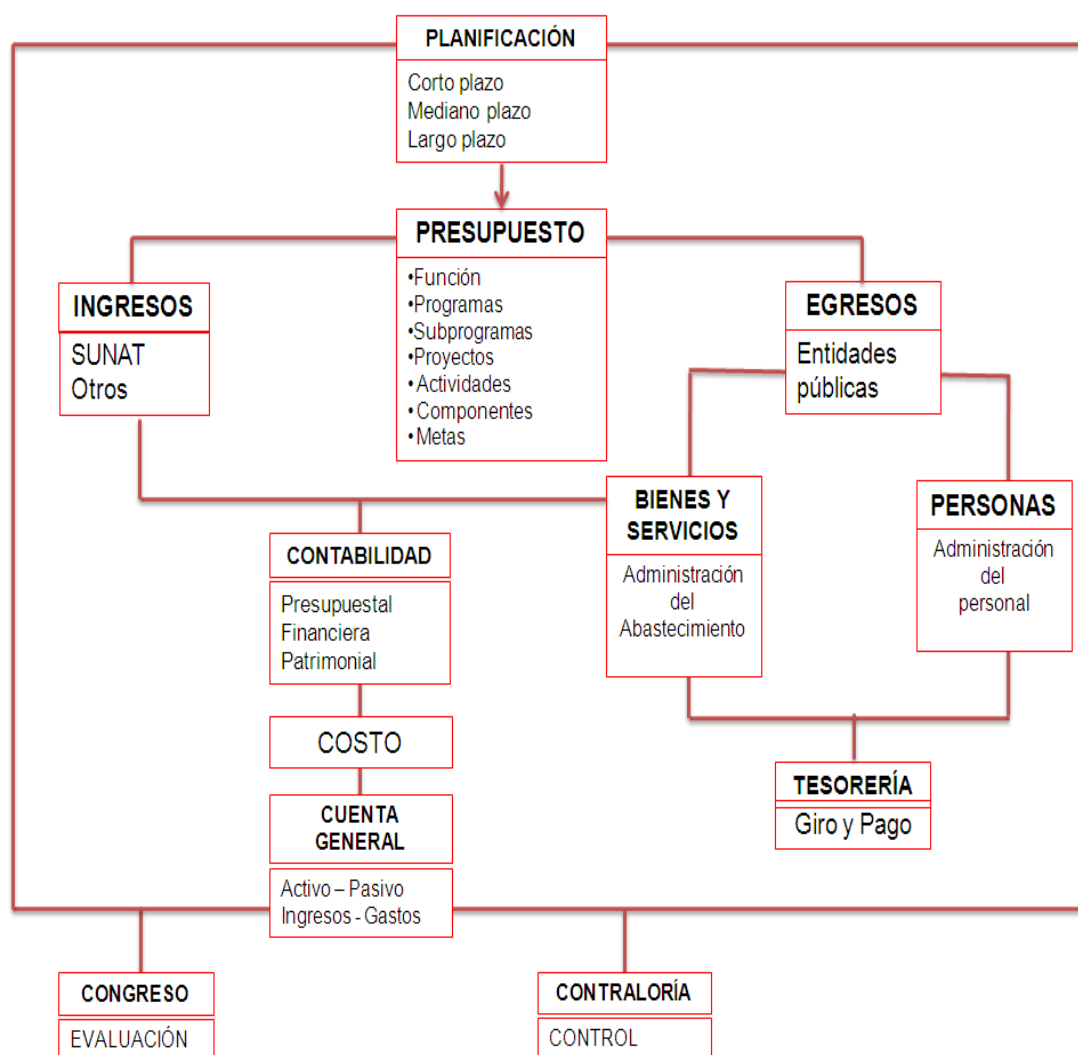 PLANIFICACIÓN
Corto plazo
Mediano plazo
Largo plazo
PRESUPUESTO
•Función
•Programas
•Subprogramas
•Proyectos
•Actividades
•Componentes
•Metas
INGRESOS
SUNAT
Otros
EGRESOS
Entidades
públicas
BIENES Y
SERVICIOS
Administración
del
Abastecimiento
PERSONAS
Administración
del
personal
CONTABILIDAD
Presupuestal
Financiera
Patrimonial
COSTO
CUENTA
GENERAL
Activo – Pasivo
Ingresos - Gastos
TESORERÍA
Giro y Pago
CONGRESO
EVALUACIÓN
CONTRALORÍA
CONTROL